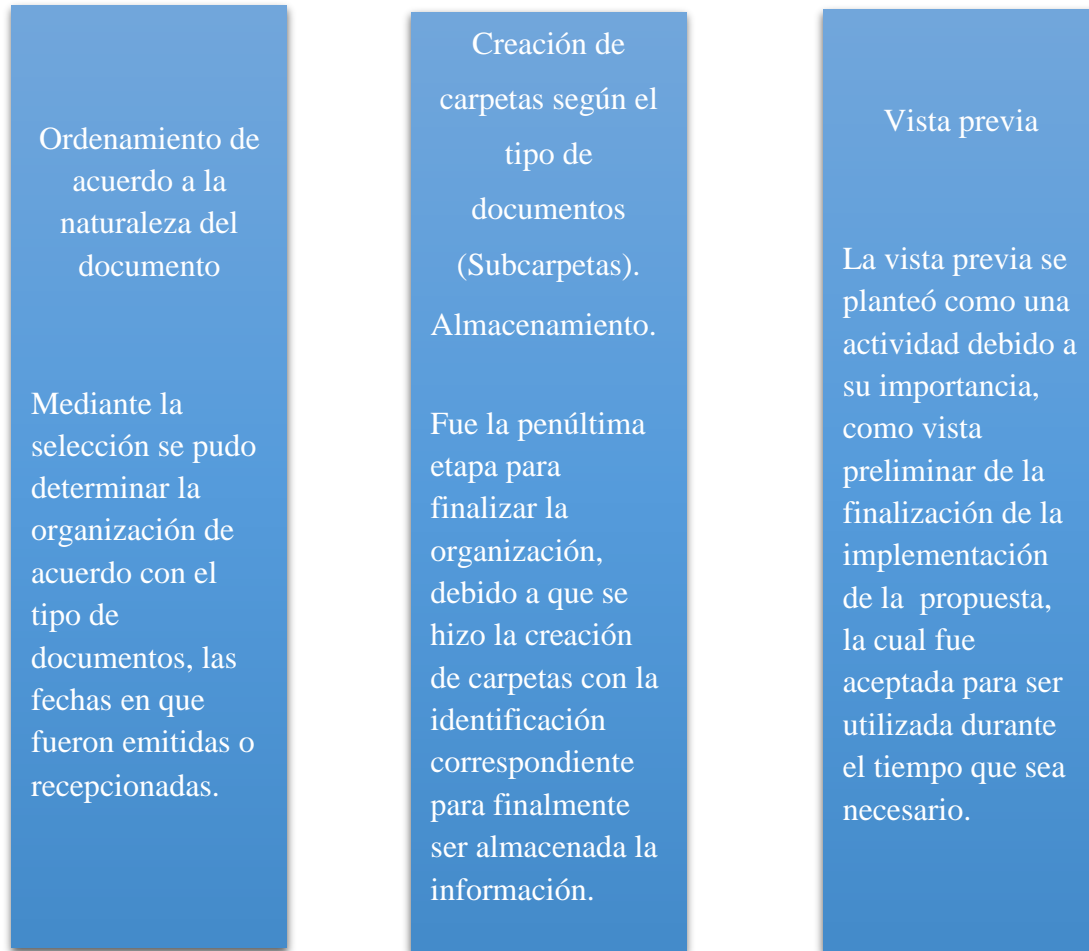 Ordenamiento de
acuerdo a la
naturaleza del
documento
Mediante la
selección se pudo
determinar la
organización de
acuerdo con el
tipo de
documentos, las
fechas en que
fueron emitidas o
recepcionadas.
Creación de
carpetas según el
tipo de
documentos
(Subcarpetas).
Almacenamiento.
Fue la penúltima
etapa para
finalizar la
organización,
debido a que se
hizo la creación
de carpetas con la
identificación
correspondiente
para finalmente
ser almacenada la
información.
Vista previa
La vista previa se
planteó como una
actividad debido a
su importancia,
como vista
preliminar de la
finalización de la
implementación
de la  propuesta,
la cual fue
aceptada para ser
utilizada durante
el tiempo que sea
necesario.